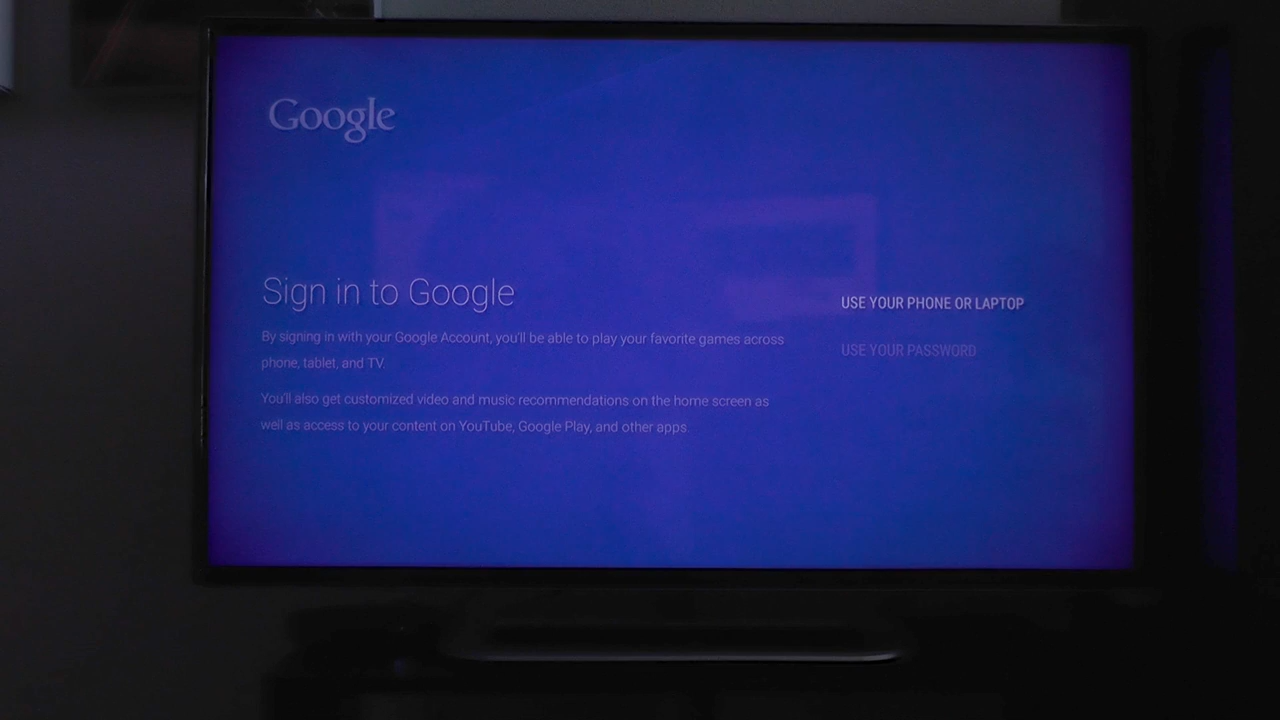 Google
Sign in to Google
By signing in with your Google Account, you'll be able to play your favorite games across
phone, tablet, and TV.
You'll also get customized video and music recommendations on the home screen as
well as access to your content on YouTube, Google Play, and other apps.
USE YOUR PHONE OR LAPTOP
USE YOUR PASSWORD